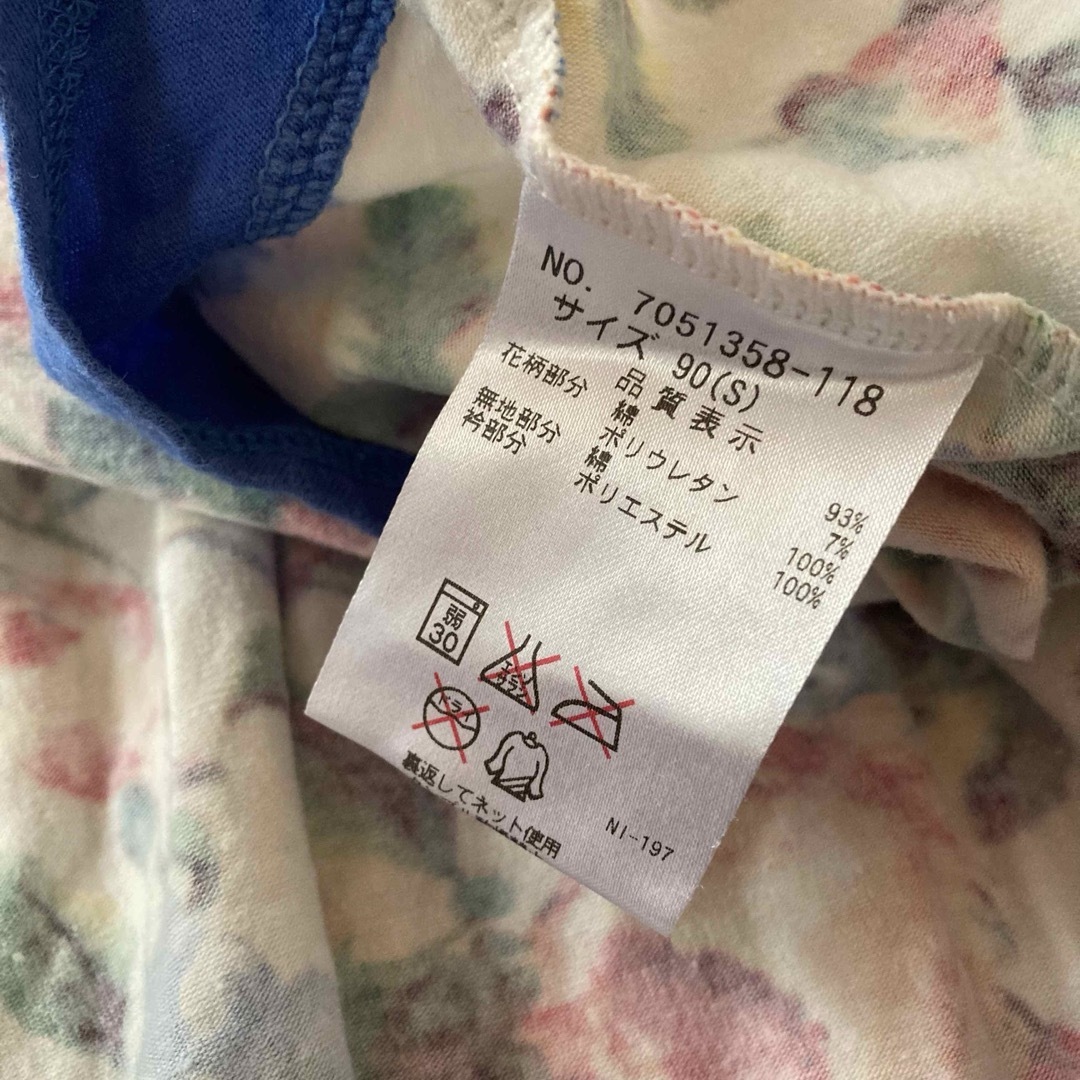 NO. 7051358-118
サイズ 90(S)
品質表示
花柄部分 綿 93%
ポリウレタン 7%
無地部分 綿 100%
衿部分 ポリエステル 100%
弱
30
エンソ
サラシ
ドライ
裏返してネット使用
NI-197